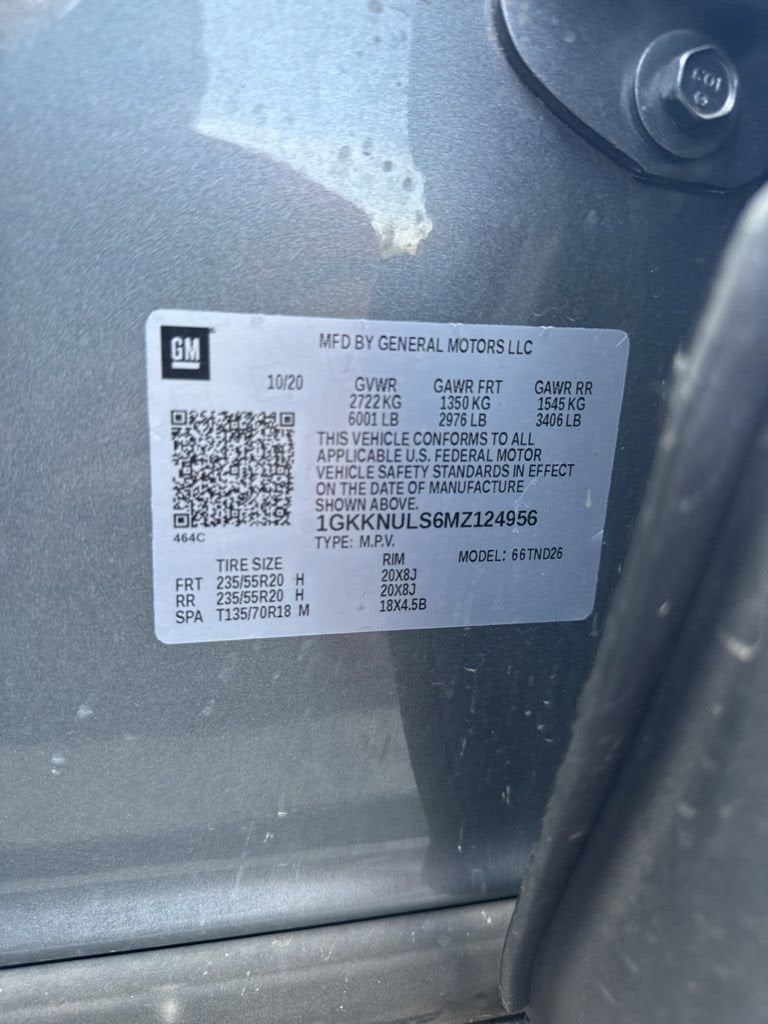 GM
MFD BY GENERAL MOTORS LLC
10/20 GVWR GAWR FRT GAWR RR
2722 KG 1350 KG 1545 KG
6001 LB 2976 LB 3406 LB
THIS VEHICLE CONFORMS TO ALL
APPLICABLE U.S. FEDERAL MOTOR
VEHICLE SAFETY STANDARDS IN EFFECT
ON THE DATE OF MANUFACTURE
SHOWN ABOVE.
1GKKNULS6MZ124956
464C
TYPE: M.P.V. MODEL: 66TND26
TIRE SIZE RIM
FRT 235/55R20 H 20X8J
RR 235/55R20 H 20X8J
SPA T135/70R18 M 18X4.5B